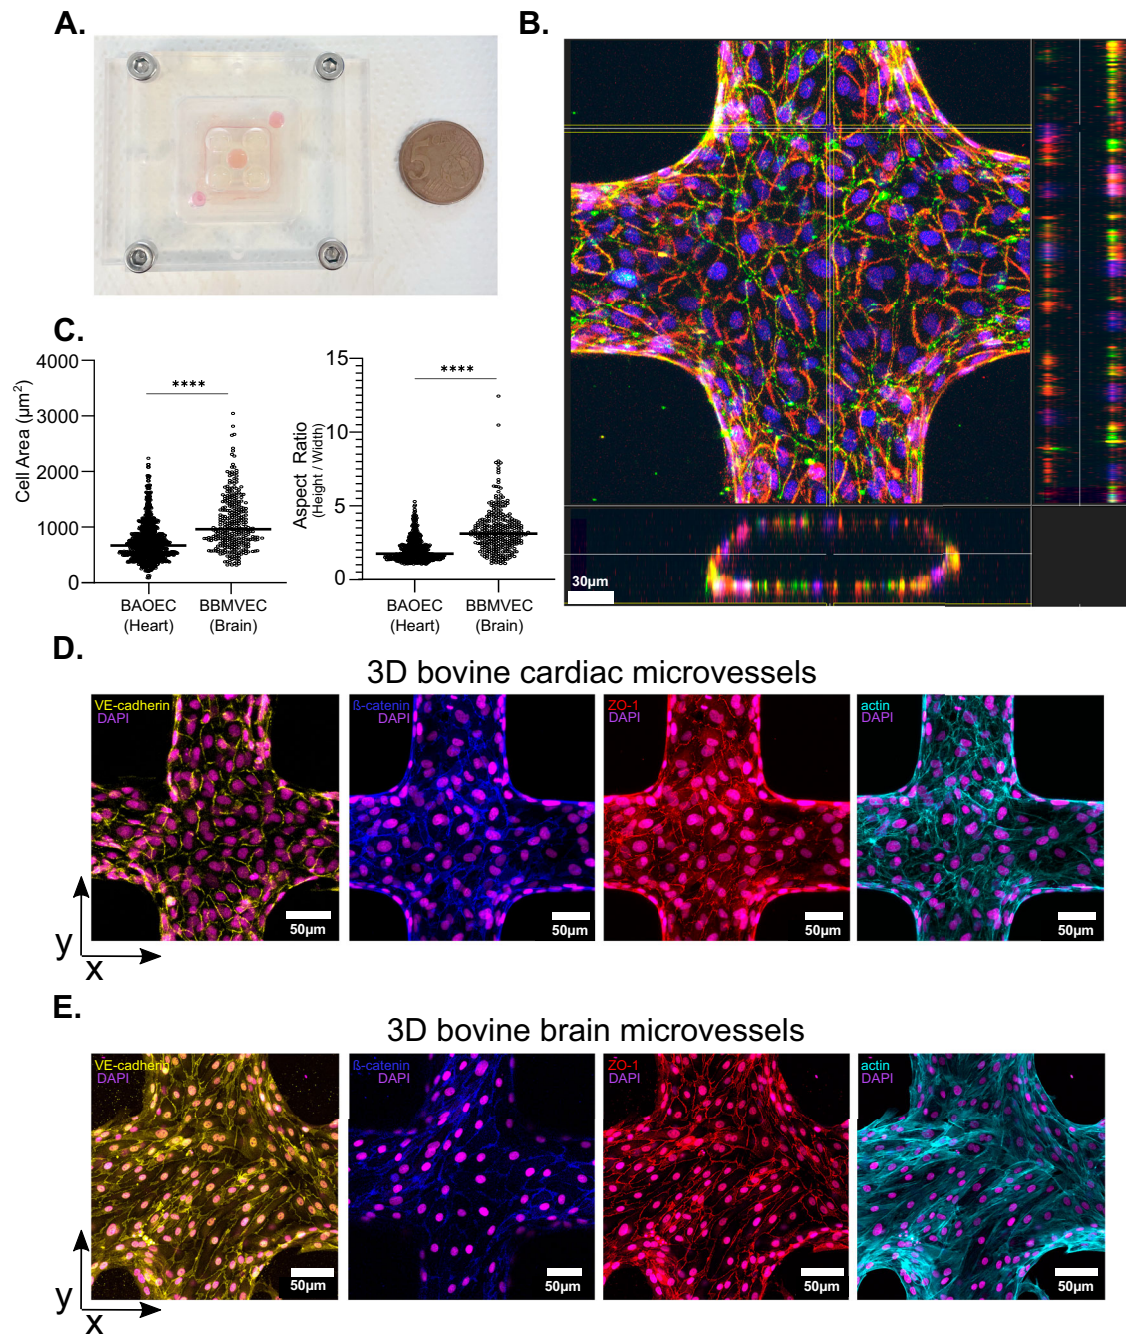 A.
5
B.
30µm
C.
Cell Area (µm²)
4000
3000
2000
1000
0
****
BAOEC
(Heart)
BBMVEC
(Brain)
Aspect Ratio
(Height / Width)
15
10
5
0
****
BAOEC
(Heart)
BBMVEC
(Brain)
D.
3D bovine cardiac microvessels
VE-cadherin
DAPI
50µm
ß-catenin
DAPI
50µm
ZO-1
DAPI
50µm
actin
DAPI
50µm
y
x
E.
3D bovine brain microvessels
VE-cadherin
DAPI
50µm
ß-catenin
DAPI
50µm
ZO-1
DAPI
50µm
actin
DAPI
50µm
y
x